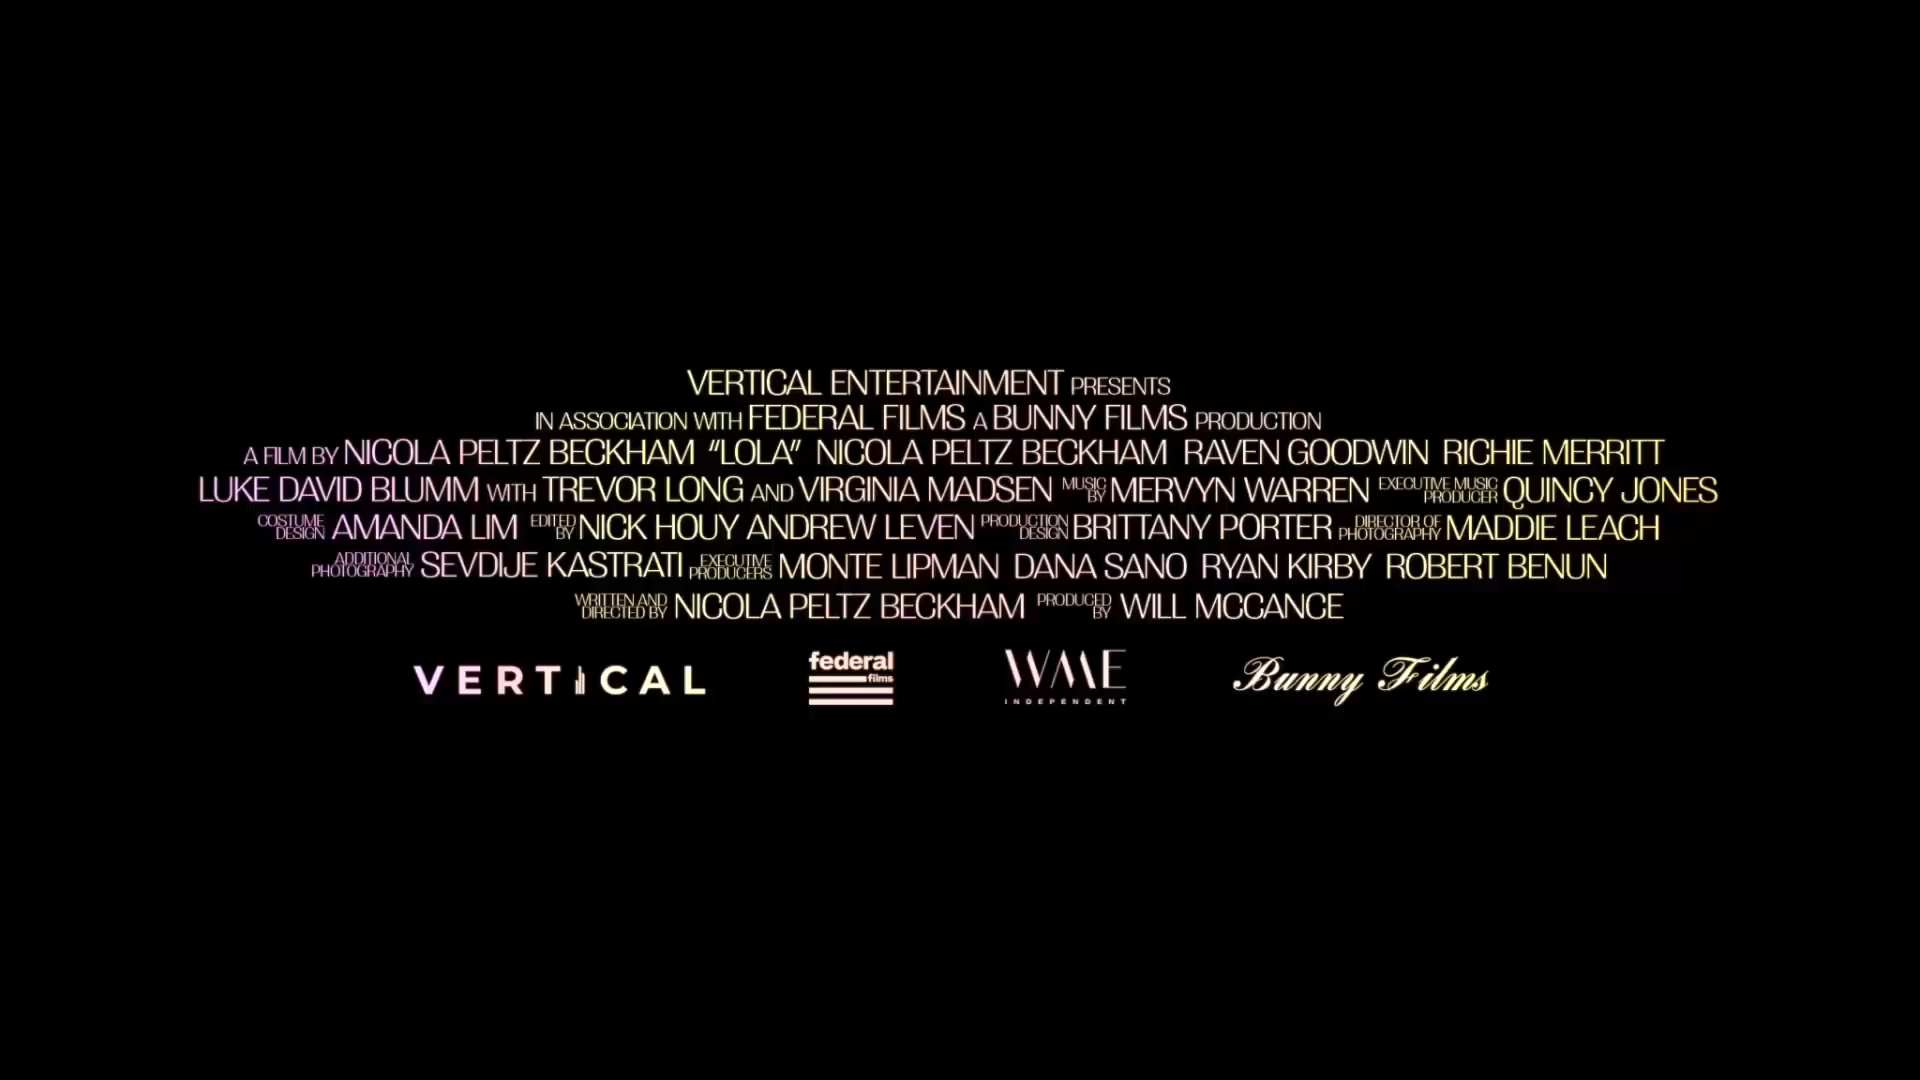 VERTICAL ENTERTAINMENT PRESENTS
IN ASSOCIATION WITH FEDERAL FILMS A BUNNY FILMS PRODUCTION
A FILM BY NICOLA PELTZ BECKHAM "LOLA" NICOLA PELTZ BECKHAM RAVEN GOODWIN RICHIE MERRITT
LUKE DAVID BLUMM WITH TREVOR LONG AND VIRGINIA MADSEN MUSIC BY MERVYN WARREN EXECUTIVE MUSIC PRODUCER QUINCY JONES
COSTUME DESIGN AMANDA LIM EDITED BY NICK HOUY ANDREW LEVEN PRODUCTION DESIGN BRITTANY PORTER DIRECTOR OF PHOTOGRAPHY MADDIE LEACH
ADDITIONAL PHOTOGRAPHY SEVDIJE KASTRATI EXECUTIVE PRODUCERS MONTE LIPMAN DANA SANO RYAN KIRBY ROBERT BENUN
WRITTEN AND DIRECTED BY NICOLA PELTZ BECKHAM PRODUCED BY WILL MCCANCE
VERTICAL
federal
films
WME
INDEPENDENT
Bunny Films